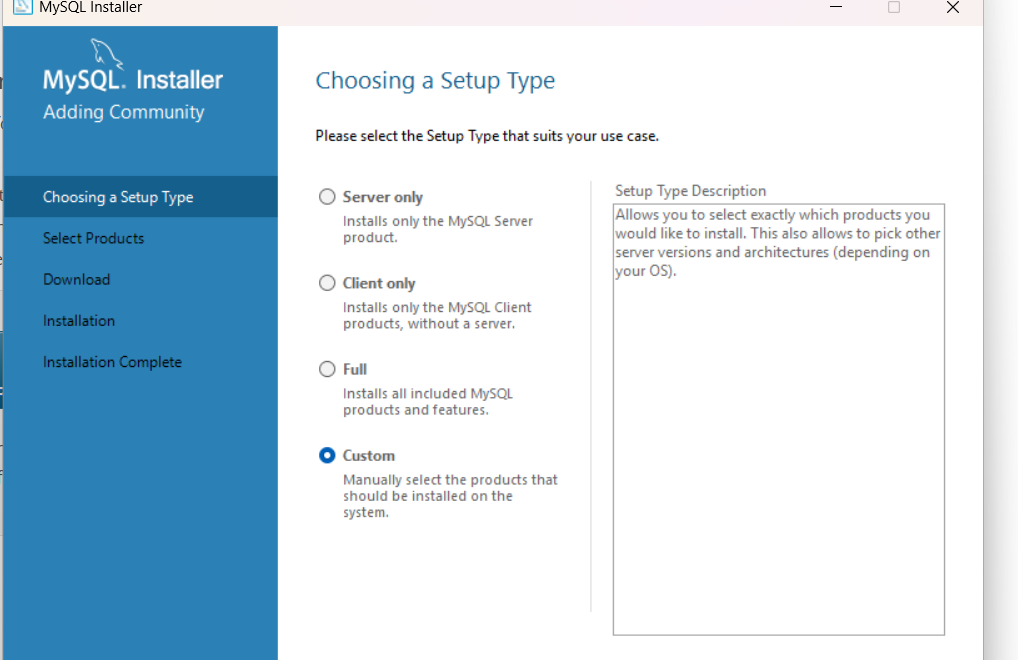 MySQL Installer
MySQL. Installer
Adding Community
Choosing a Setup Type
Select Products
Download
Installation
Installation Complete
Choosing a Setup Type
Please select the Setup Type that suits your use case.
Server only
Installs only the MySQL Server
product.
Client only
Installs only the MySQL Client
products, without a server.
Full
Installs all included MySQL
products and features.
Custom
Manually select the products that
should be installed on the
system.
Setup Type Description
Allows you to select exactly which products you
would like to install. This also allows to pick other
server versions and architectures (depending on
your OS).